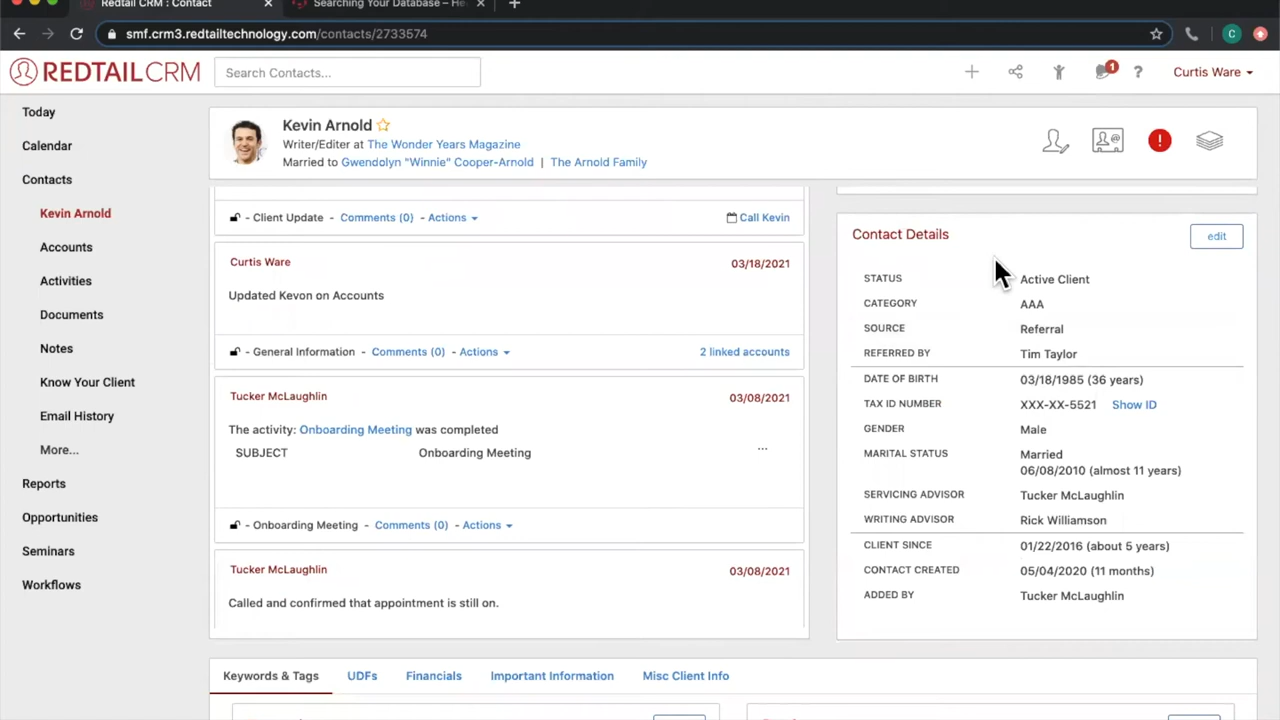 Redtail CRM : Contact
Searching Your Database – He
smf.crm3.redtailtechnology.com/contacts/2733574
C
REDTAILCRM
Search Contacts...
1
?
Curtis Ware
Today
Calendar
Contacts
Kevin Arnold
Accounts
Activities
Documents
Notes
Know Your Client
Email History
More...
Reports
Opportunities
Seminars
Workflows
Kevin Arnold
Writer/Editer at The Wonder Years Magazine
Married to Gwendolyn "Winnie" Cooper-Arnold | The Arnold Family
- Client Update - Comments (0) - Actions
Call Kevin
Curtis Ware 03/18/2021
Updated Kevon on Accounts
- General Information - Comments (0) - Actions
2 linked accounts
Tucker McLaughlin 03/08/2021
The activity: Onboarding Meeting was completed
SUBJECT Onboarding Meeting ...
- Onboarding Meeting - Comments (0) - Actions
Tucker McLaughlin 03/08/2021
Called and confirmed that appointment is still on.
Contact Details edit
STATUS Active Client
CATEGORY AAA
SOURCE Referral
REFERRED BY Tim Taylor
DATE OF BIRTH 03/18/1985 (36 years)
TAX ID NUMBER XXX-XX-5521 Show ID
GENDER Male
MARITAL STATUS Married
06/08/2010 (almost 11 years)
SERVICING ADVISOR Tucker McLaughlin
WRITING ADVISOR Rick Williamson
CLIENT SINCE 01/22/2016 (about 5 years)
CONTACT CREATED 05/04/2020 (11 months)
ADDED BY Tucker McLaughlin
Keywords & Tags UDFs Financials Important Information Misc Client Info